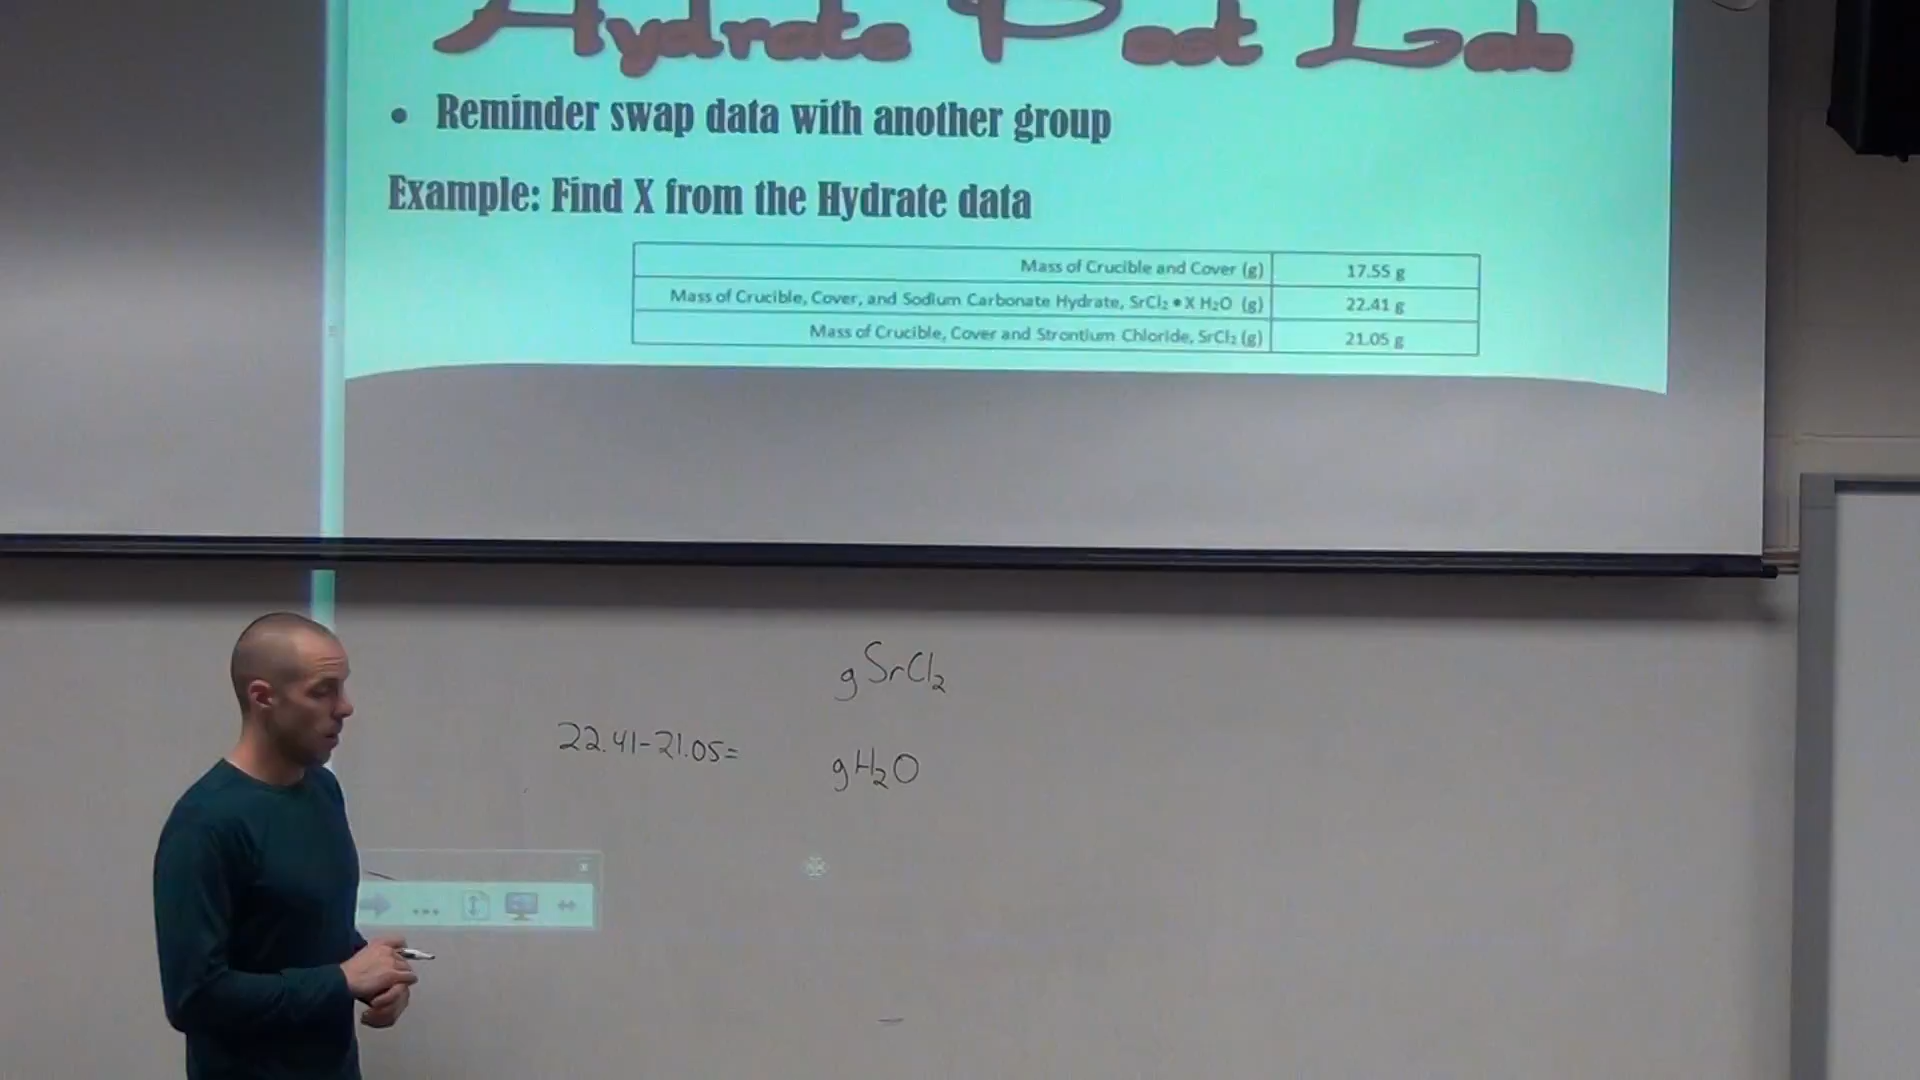 Hydrate Post Lab
• Reminder swap data with another group
Example: Find X from the Hydrate data
Mass of Crucible and Cover (g) 17.55 g
Mass of Crucible, Cover, and Sodium Carbonate Hydrate, SrCl₂ • X H₂O (g) 22.41 g
Mass of Crucible, Cover and Strontium Chloride, SrCl₂ (g) 21.05 g
g SrCl₂
22.41-21.05=
g H₂O